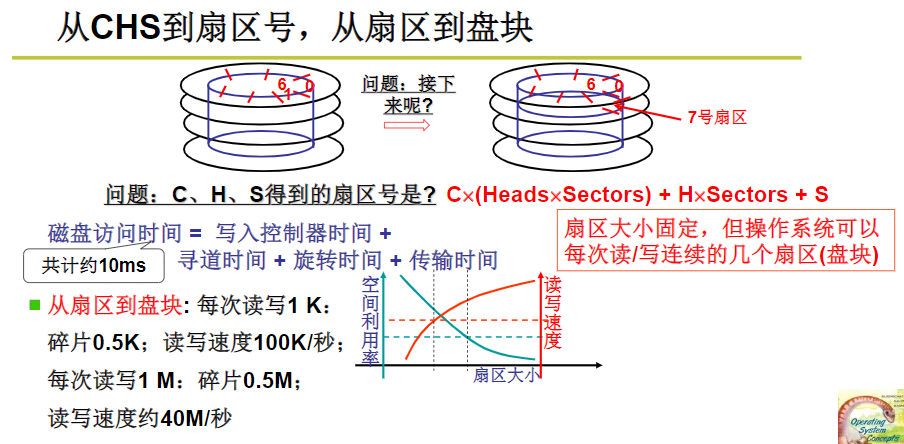 从CHS到扇区号，从扇区到盘块
6
0
1
问题：接下
来呢?
6
0
7号扇区
问题：C、H、S得到的扇区号是? C×(Heads×Sectors) + H×Sectors + S
磁盘访问时间 = 写入控制器时间 +
寻道时间 + 旋转时间 + 传输时间
共计约10ms
扇区大小固定，但操作系统可以
每次读/写连续的几个扇区(盘块)
从扇区到盘块: 每次读写1 K：
碎片0.5K；读写速度100K/秒；
每次读写1 M：碎片0.5M；
读写速度约40M/秒
空间利用率
读写速度
扇区大小
Operating
System
Concepts